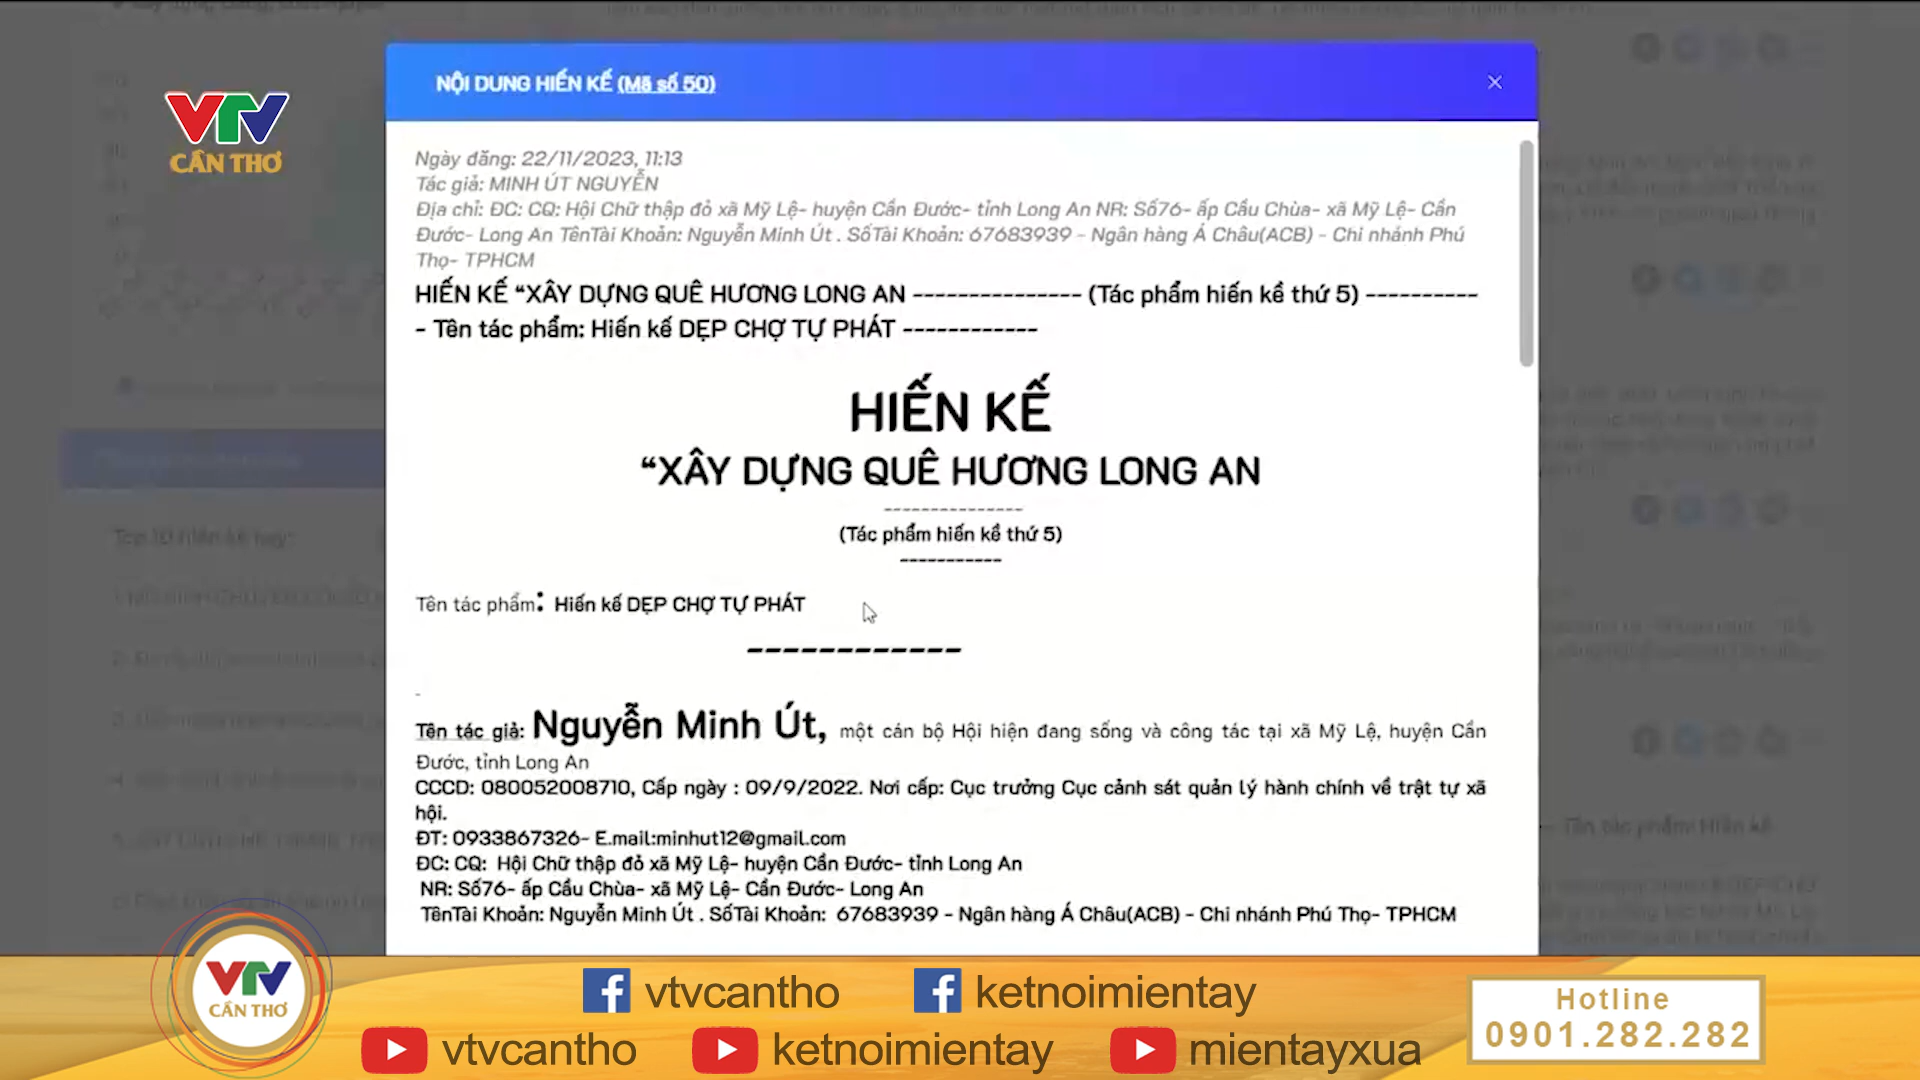 VTV
CẦN THƠ
NỘI DUNG HIẾN KẾ (Mã số 50)
Ngày đăng: 22/11/2023, 11:13
Tác giả: MINH ÚT NGUYỄN
Địa chỉ: ĐC: CQ: Hội Chữ thập đỏ xã Mỹ Lệ- huyện Cần Đước- tỉnh Long An NR: Số76- ấp Cầu Chùa- xã Mỹ Lệ- Cần
Đước- Long An TênTài Khoản: Nguyễn Minh Út . SốTài Khoản: 67683939 - Ngân hàng Á Châu(ACB) - Chi nhánh Phú
Thọ- TPHCM
HIẾN KẾ “XÂY DỰNG QUÊ HƯƠNG LONG AN --------------- (Tác phẩm hiến kề thứ 5) ----------
- Tên tác phẩm: Hiến kế DẸP CHỢ TỰ PHÁT ------------
HIẾN KẾ
“XÂY DỰNG QUÊ HƯƠNG LONG AN
---------------
(Tác phẩm hiến kề thứ 5)
-----------
Tên tác phẩm: Hiến kế DẸP CHỢ TỰ PHÁT
------------
Tên tác giả: Nguyễn Minh Út, một cán bộ Hội hiện đang sống và công tác tại xã Mỹ Lệ, huyện Cần
Đước, tỉnh Long An
CCCD: 080052008710, Cấp ngày : 09/9/2022. Nơi cấp: Cục trưởng Cục cảnh sát quản lý hành chính về trật tự xã
hội.
ĐT: 0933867326- E.mail:minhut12@gmail.com
ĐC: CQ: Hội Chữ thập đỏ xã Mỹ Lệ- huyện Cần Đước- tỉnh Long An
NR: Số76- ấp Cầu Chùa- xã Mỹ Lệ- Cần Đước- Long An
TênTài Khoản: Nguyễn Minh Út . SốTài Khoản: 67683939 - Ngân hàng Á Châu(ACB) - Chi nhánh Phú Thọ- TPHCM
Top 10 hiến kế hay:
- Tên tác phẩm: Hiến kế
VTV
CẦN THƠ
vtvcantho
ketnoimientay
vtvcantho
ketnoimientay
mientayxua
Hotline
0901.282.282